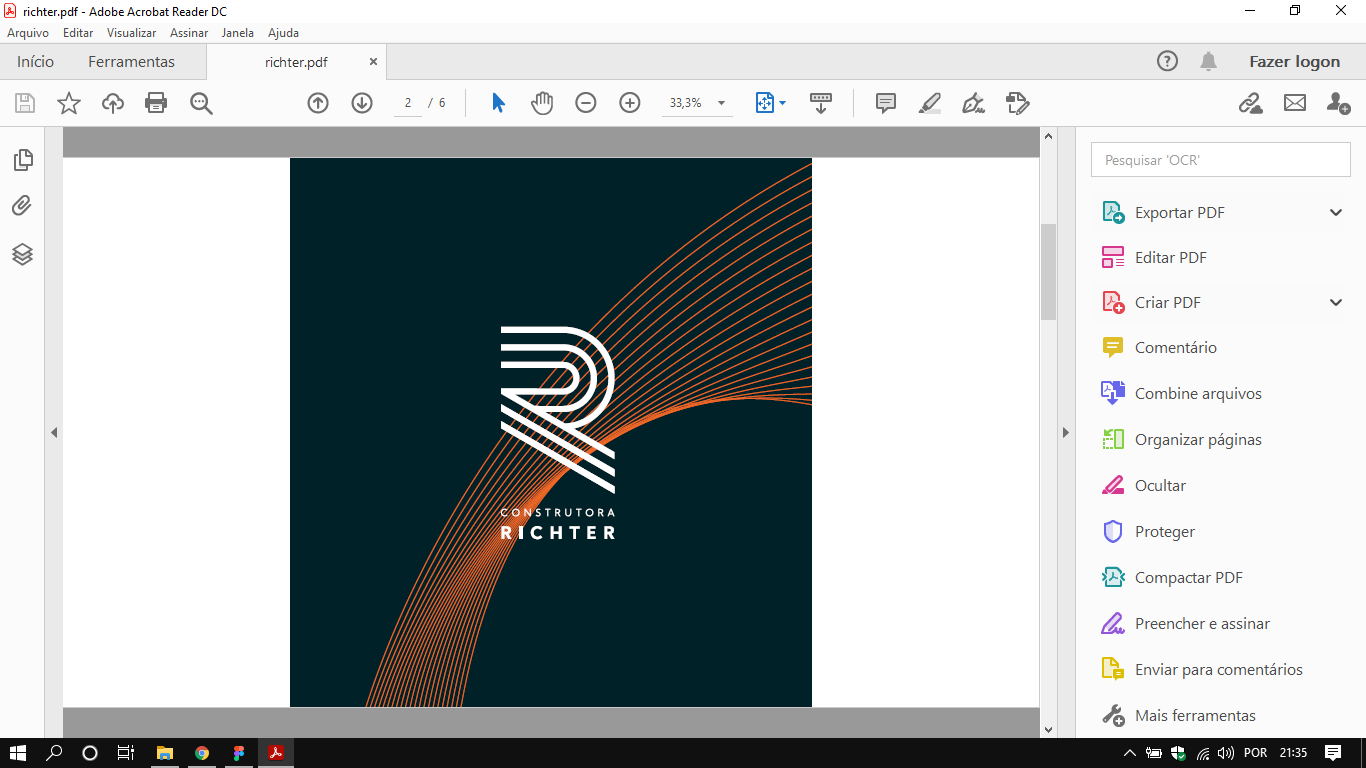 richter.pdf - Adobe Acrobat Reader DC
Arquivo Editar Visualizar Assinar Janela Ajuda
Início Ferramentas richter.pdf Fazer logon
2 / 6 33,3%
Pesquisar 'OCR'
Exportar PDF
Editar PDF
Criar PDF
Comentário
Combine arquivos
Organizar páginas
Ocultar
Proteger
Compactar PDF
Preencher e assinar
Enviar para comentários
Mais ferramentas
R
CONSTRUTORA
RICHTER
POR 21:35